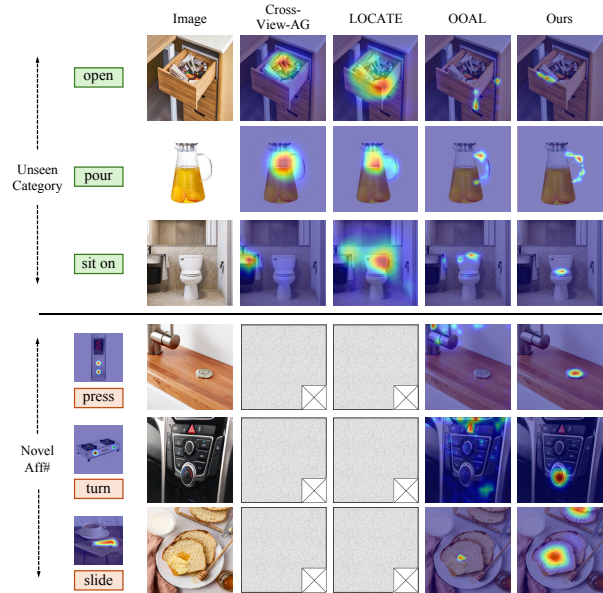 Image
Cross-
View-AG
LOCATE
OOAL
Ours
open
Unseen
Category
pour
sit on
press
Novel
Aff#
turn
slide